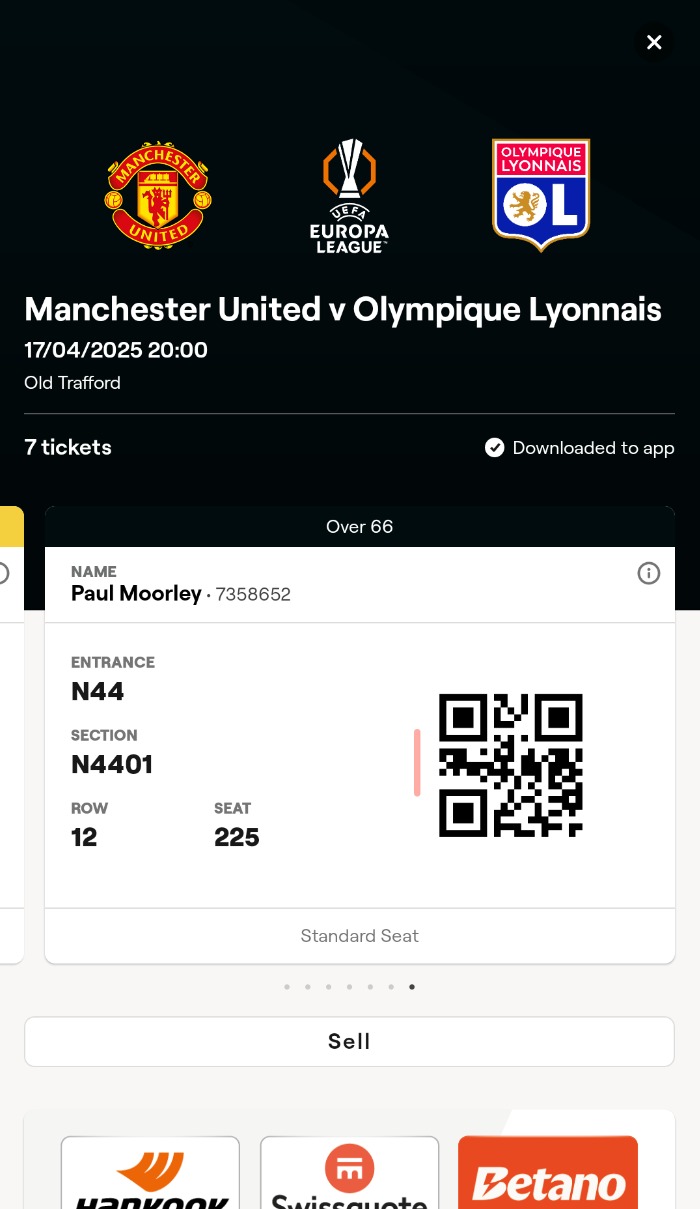 MANCHESTER
UNITED
UEFA
EUROPA
LEAGUE™
OLYMPIQUE
LYONNAIS
OL
Manchester United v Olympique Lyonnais
17/04/2025 20:00
Old Trafford
7 tickets
Downloaded to app
Over 66
NAME
Paul Moorley · 7358652
ENTRANCE
N44
SECTION
N4401
ROW SEAT
12 225
Standard Seat
Sell
HANKOOK
Swissquote
Betano